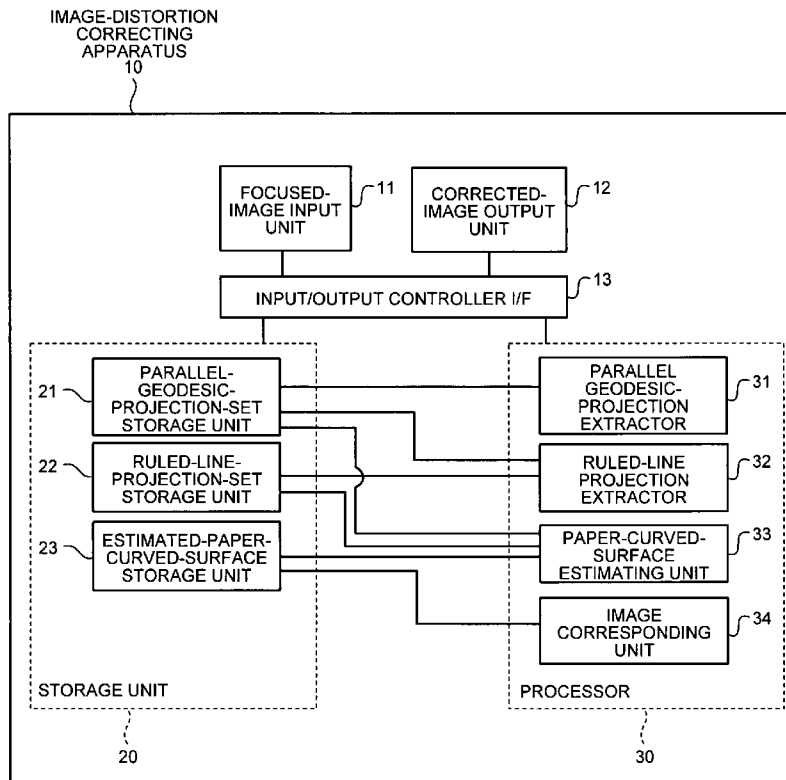 IMAGE-DISTORTION
CORRECTING
APPARATUS
10
FOCUSED-
IMAGE INPUT
UNIT
11
CORRECTED-
IMAGE OUTPUT
UNIT
12
INPUT/OUTPUT CONTROLLER I/F
13
21
PARALLEL-
GEODESIC-
PROJECTION-SET
STORAGE UNIT
22
RULED-LINE-
PROJECTION-SET
STORAGE UNIT
23
ESTIMATED-PAPER-
CURVED-SURFACE
STORAGE UNIT
STORAGE UNIT
20
PARALLEL
GEODESIC-
PROJECTION
EXTRACTOR
31
RULED-LINE
PROJECTION
EXTRACTOR
32
PAPER-CURVED-
SURFACE
ESTIMATING UNIT
33
IMAGE
CORRESPONDING
UNIT
34
PROCESSOR
30